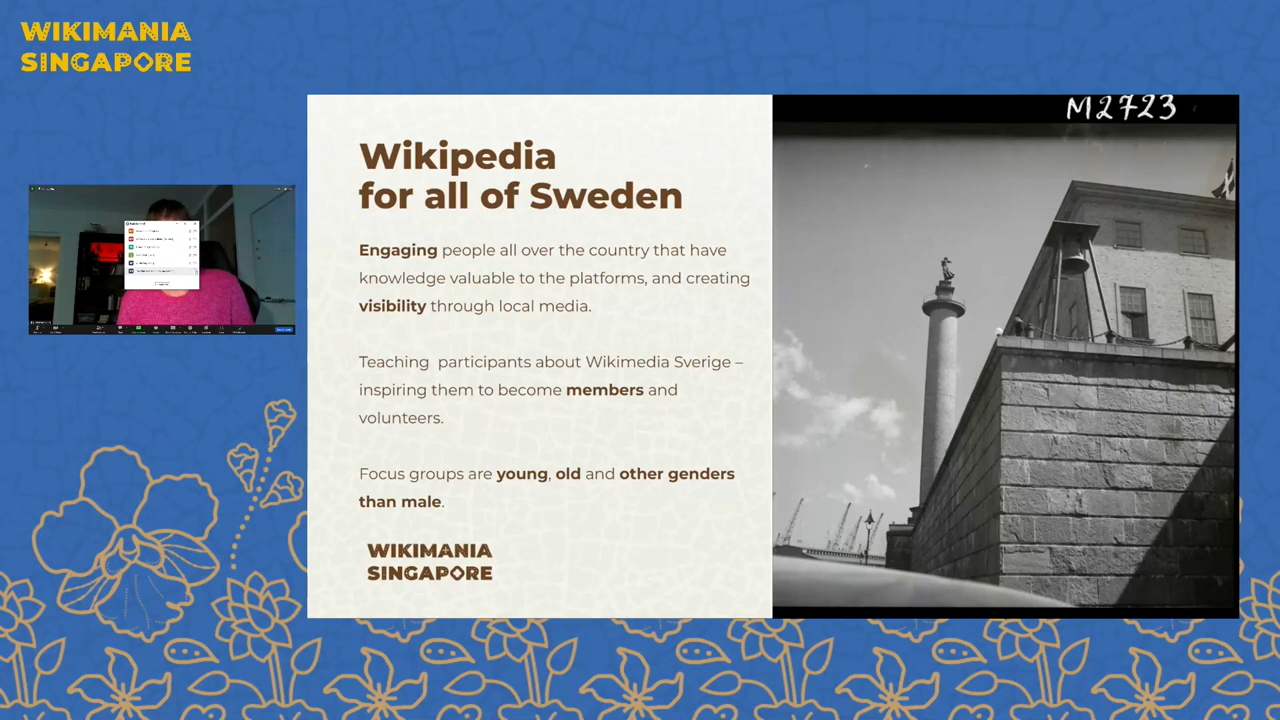 WIKIMANIA
SINGAPORE
Wikipedia
for all of Sweden
Engaging people all over the country that have
knowledge valuable to the platforms, and creating
visibility through local media.
Teaching  participants about Wikimedia Sverige –
inspiring them to become members and
volunteers.
Focus groups are young, old and other genders
than male.
WIKIMANIA
SINGAPORE
M2723